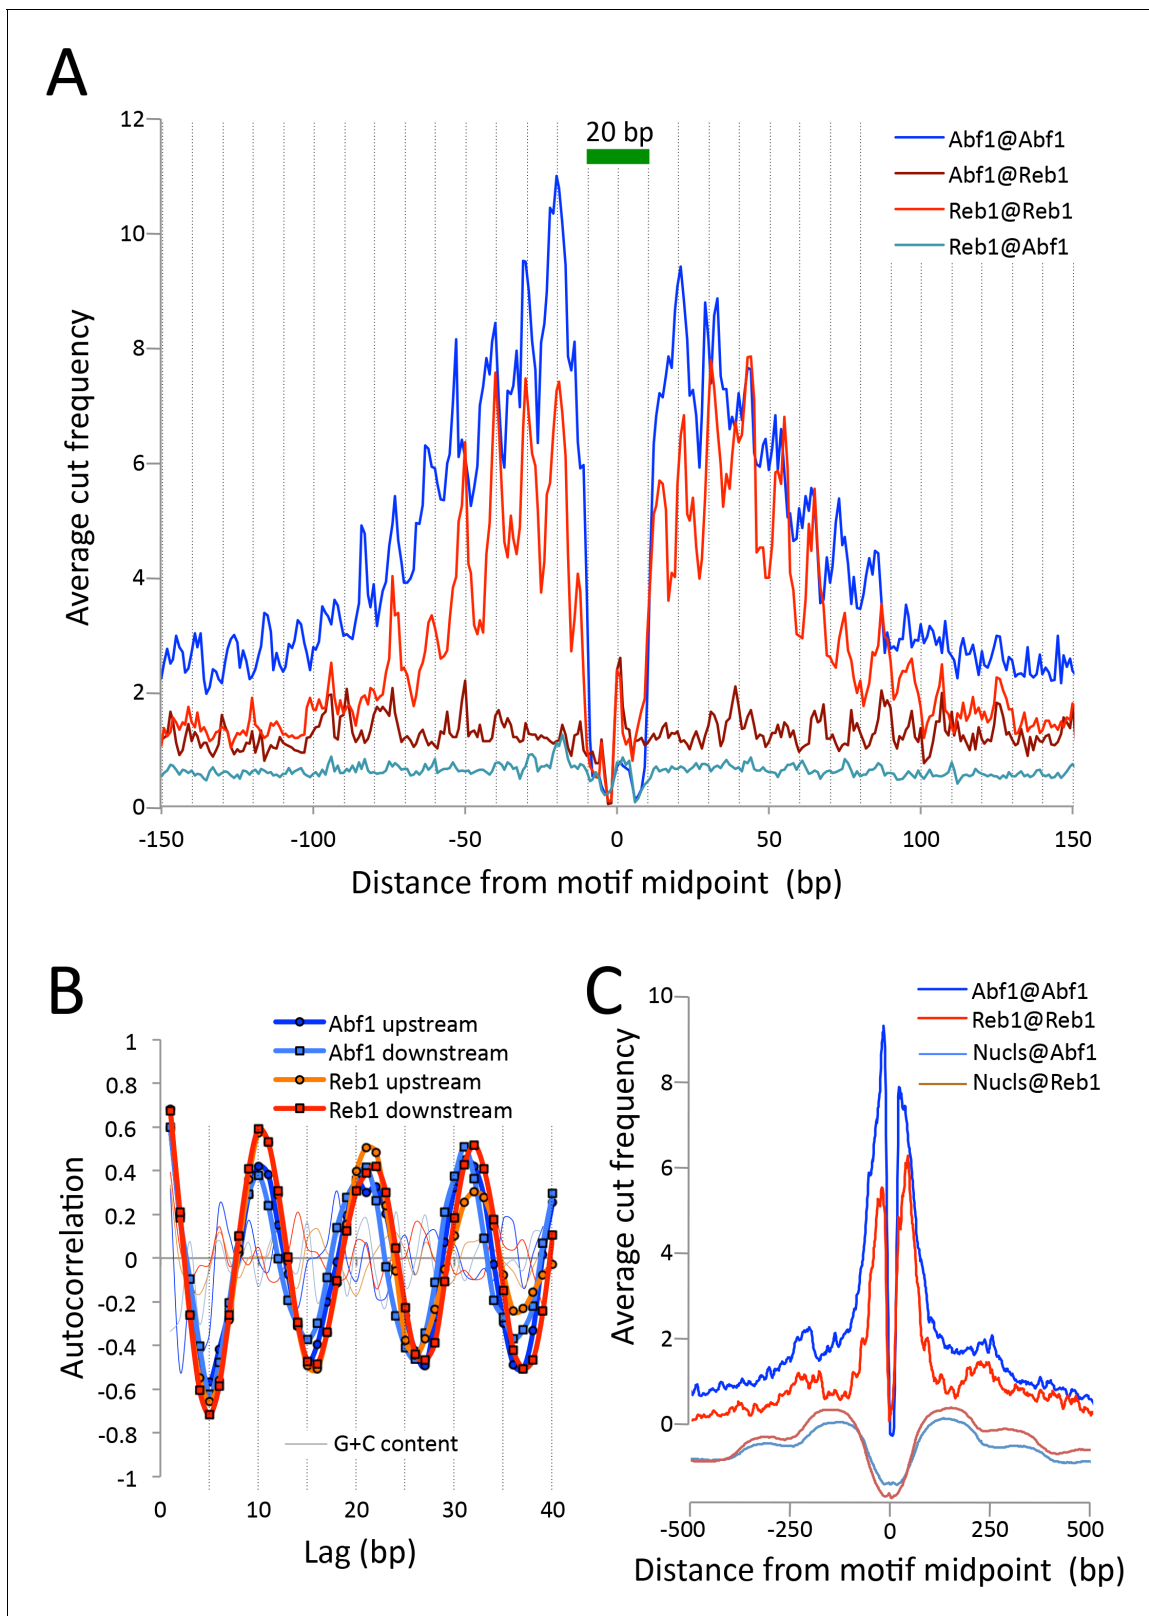 A
12
10
8
6
4
2
0
Average cut frequency
20 bp
Abf1@Abf1
Abf1@Reb1
Reb1@Reb1
Reb1@Abf1
-150
-100
-50
0
50
100
150
Distance from motif midpoint (bp)
B
Abf1 upstream
Abf1 downstream
Reb1 upstream
Reb1 downstream
1
0.8
0.6
0.4
0.2
0
-0.2
-0.4
-0.6
-0.8
-1
Autocorrelation
G+C content
0
10
20
30
40
Lag (bp)
C
Abf1@Abf1
Reb1@Reb1
Nucls@Abf1
Nucls@Reb1
10
8
6
4
2
0
Average cut frequency
-500
-250
0
250
500
Distance from motif midpoint (bp)